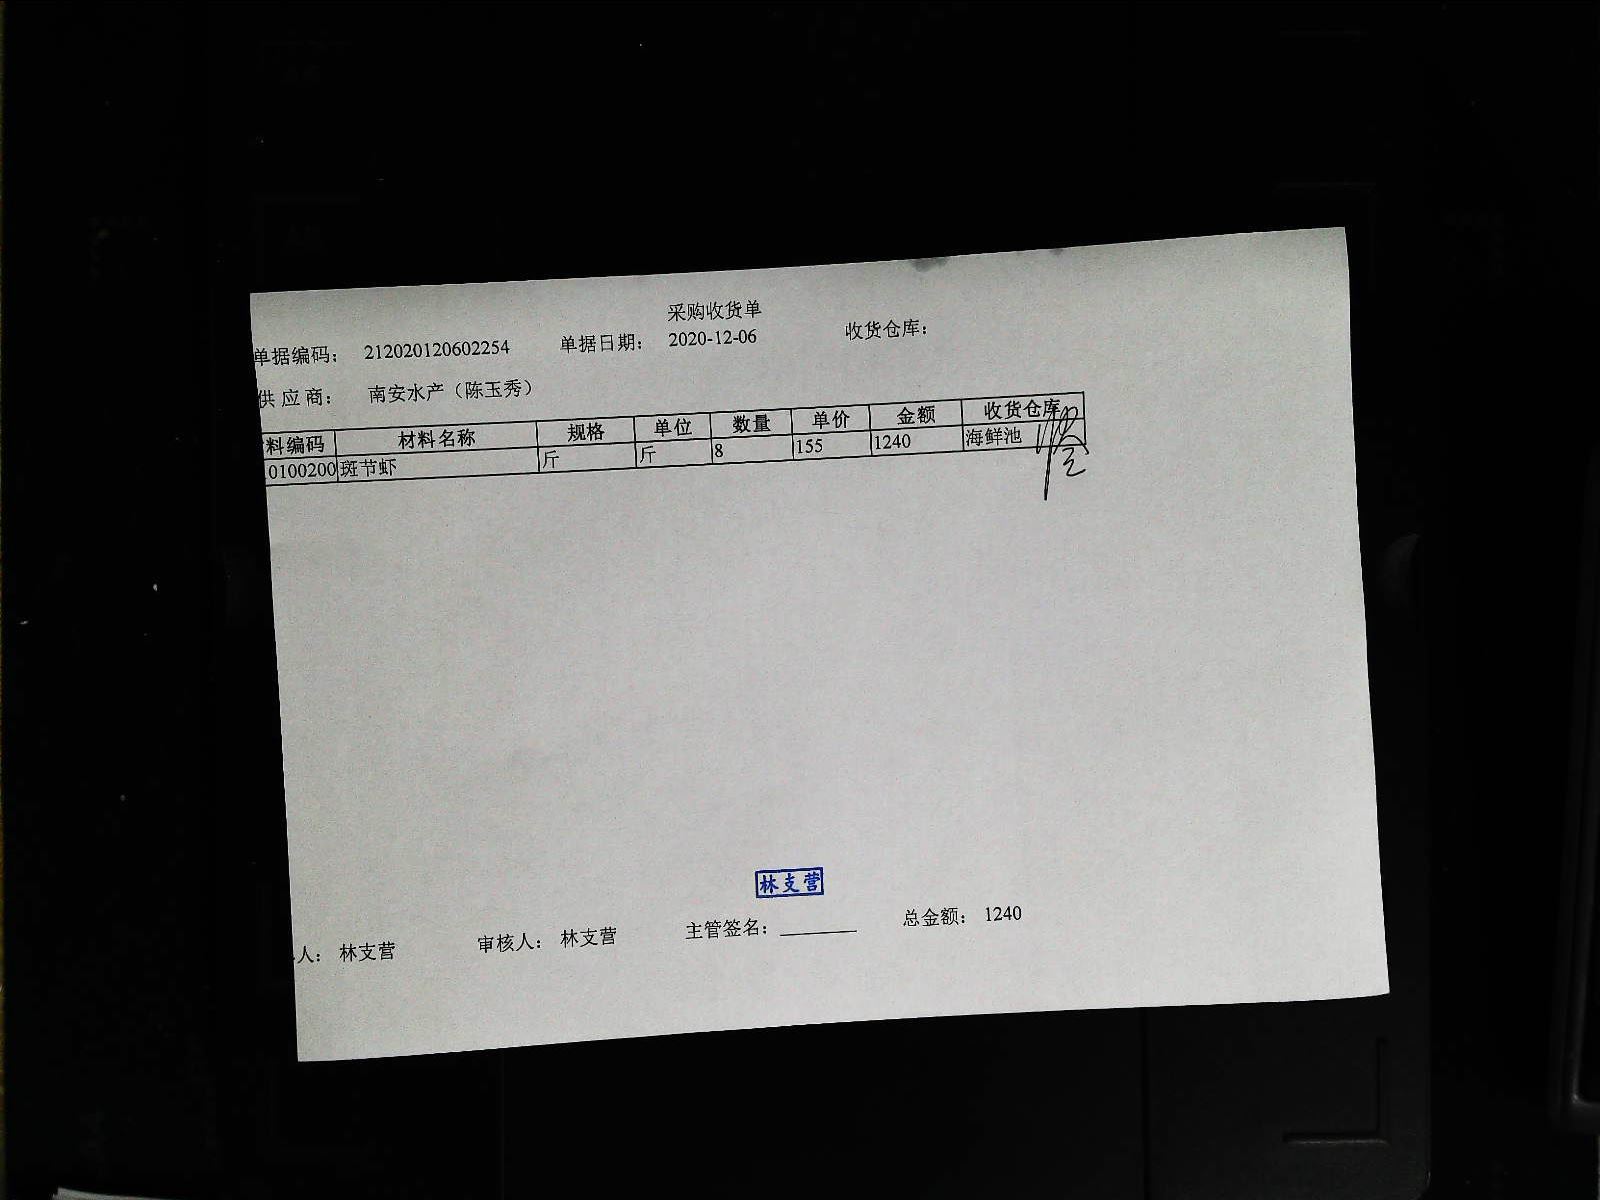 采购收货单
单据编码: 212020120602254 单据日期: 2020-12-06 收货仓库:
供应商: 南安水产（陈玉秀）
料编码 材料名称 规格 单位 数量 单价 金额 收货仓库
0100200 斑节虾 斤 斤 8 155 1240 海鲜池
林支营
人: 林支营 审核人: 林支营 主管签名: 总金额: 1240